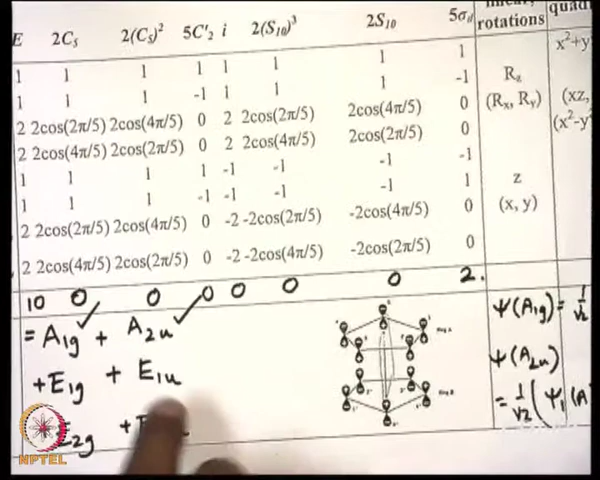 E 2C₅ 2(C₅)² 5C'₂ i 2(S₁₀)³ 2S₁₀ 5σd rotations
1 1 1 1 1 1 1 x²+y
1 1 1 -1 1 1 1 -1 Rz
2 2cos(2π/5) 2cos(4π/5) 0 2 2cos(2π/5) 2cos(4π/5) 0 (Rx, Ry) (xz,
2 2cos(4π/5) 2cos(2π/5) 0 2 2cos(4π/5) 2cos(2π/5) 0 (x²-y²
1 1 1 1 -1 -1 -1 -1
1 1 1 -1 -1 -1 -1 1 z
2 2cos(2π/5) 2cos(4π/5) 0 -2 -2cos(2π/5) -2cos(4π/5) 0 (x, y)
2 2cos(4π/5) 2cos(2π/5) 0 -2 -2cos(4π/5) -2cos(2π/5) 0
10 0 0 0 0 0 0 2.
= A1g + A2u
+ E1g + E1u
E2g +
Ψ(A1g) = 1/√2
Ψ(A2u)
= 1/√2 (Ψ1(A
NPTEL